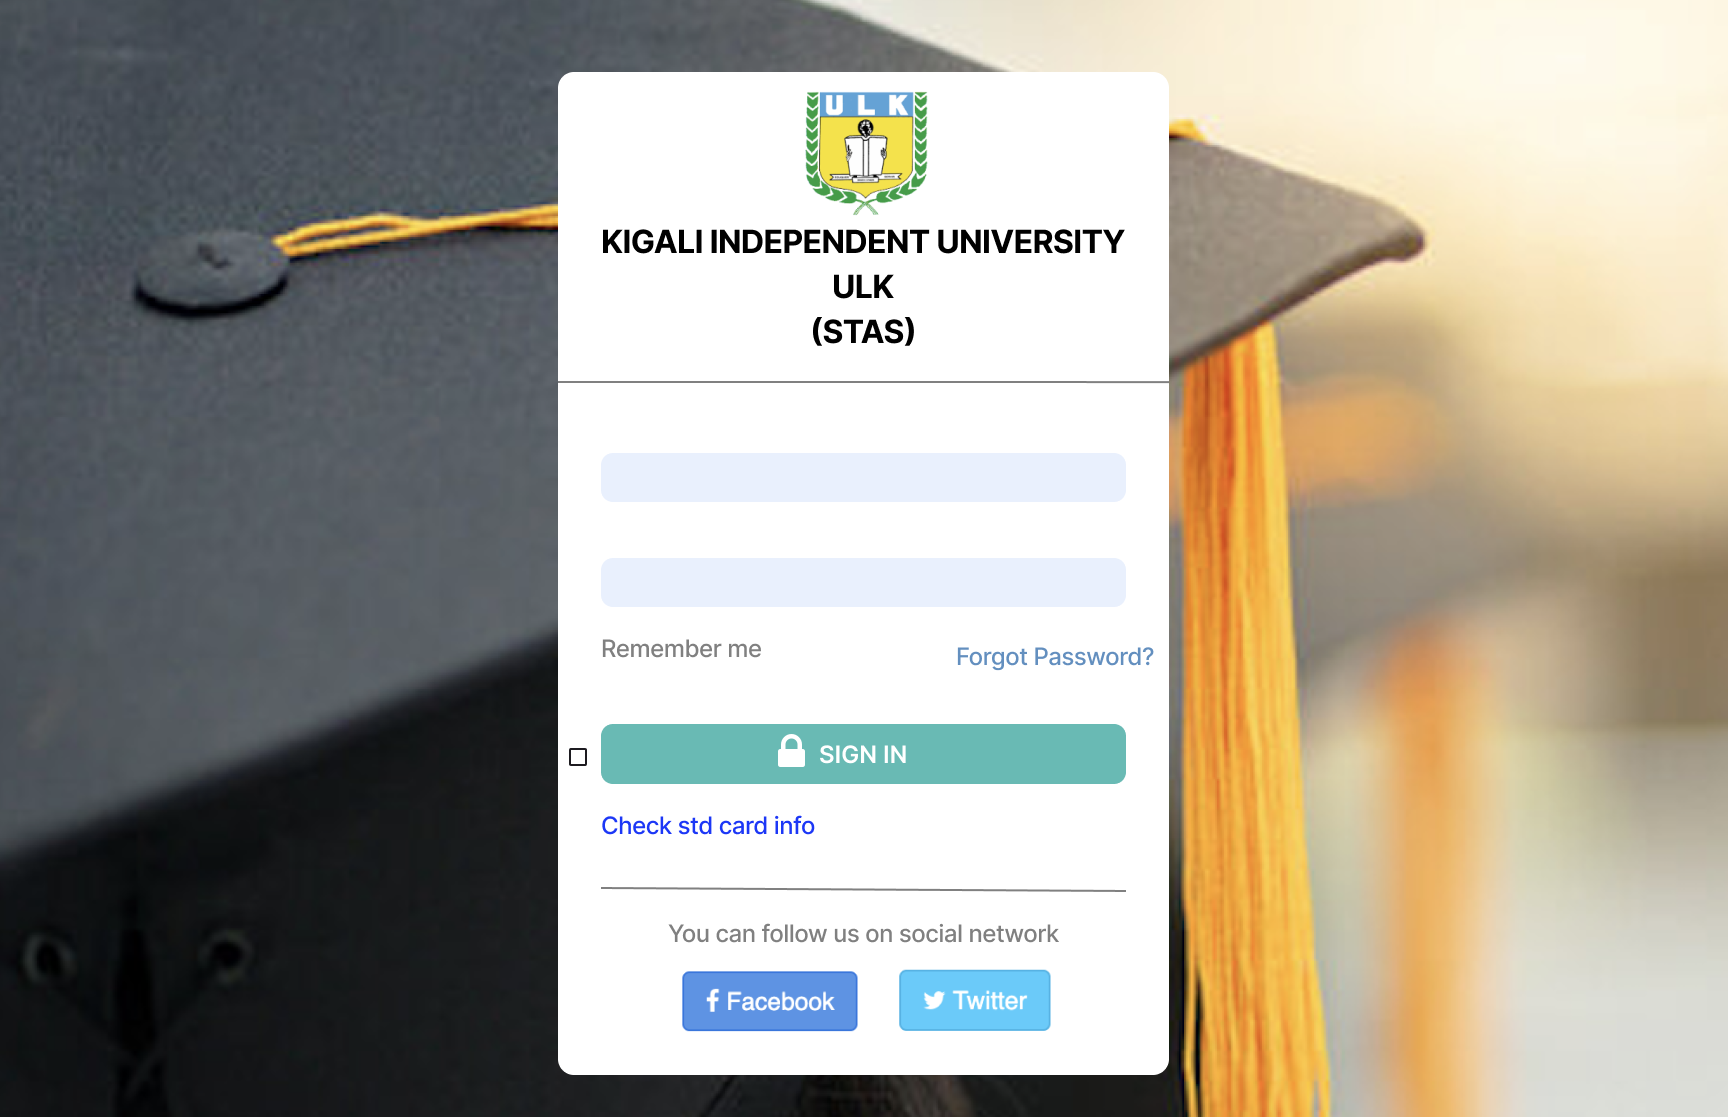 ULK
KIGALI INDEPENDENT UNIVERSITY
ULK
(STAS)
Remember me
Forgot Password?
SIGN IN
Check std card info
You can follow us on social network
Facebook
Twitter